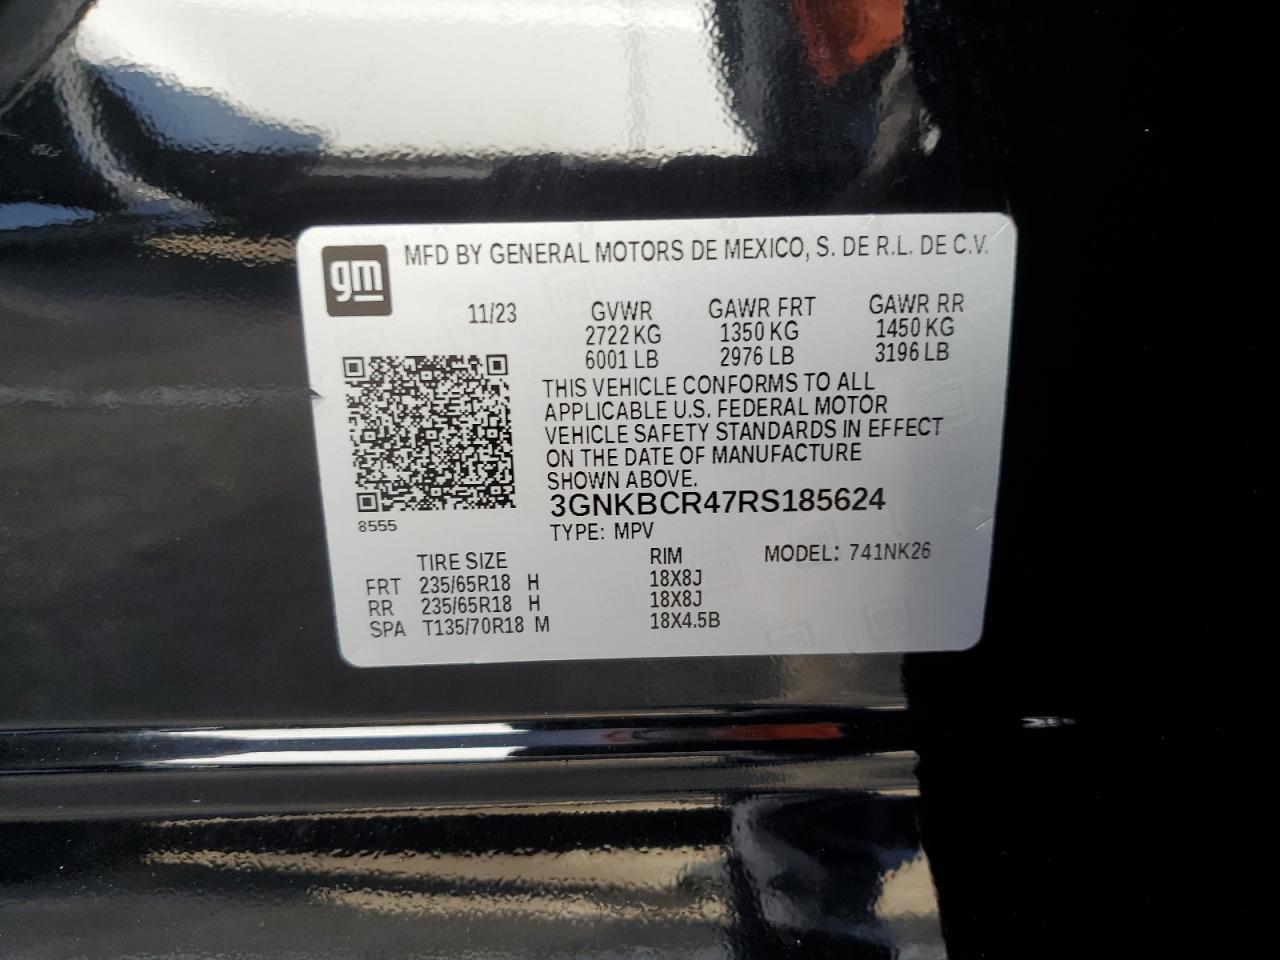 gm
MFD BY GENERAL MOTORS DE MEXICO, S. DE R.L. DE C.V.
11/23 GVWR GAWR FRT GAWR RR
2722 KG 1350 KG 1450 KG
6001 LB 2976 LB 3196 LB
THIS VEHICLE CONFORMS TO ALL
APPLICABLE U.S. FEDERAL MOTOR
VEHICLE SAFETY STANDARDS IN EFFECT
ON THE DATE OF MANUFACTURE
SHOWN ABOVE.
3GNKBCR47RS185624
8555
TYPE: MPV
TIRE SIZE RIM MODEL: 741NK26
FRT 235/65R18 H 18X8J
RR 235/65R18 H 18X8J
SPA T135/70R18 M 18X4.5B